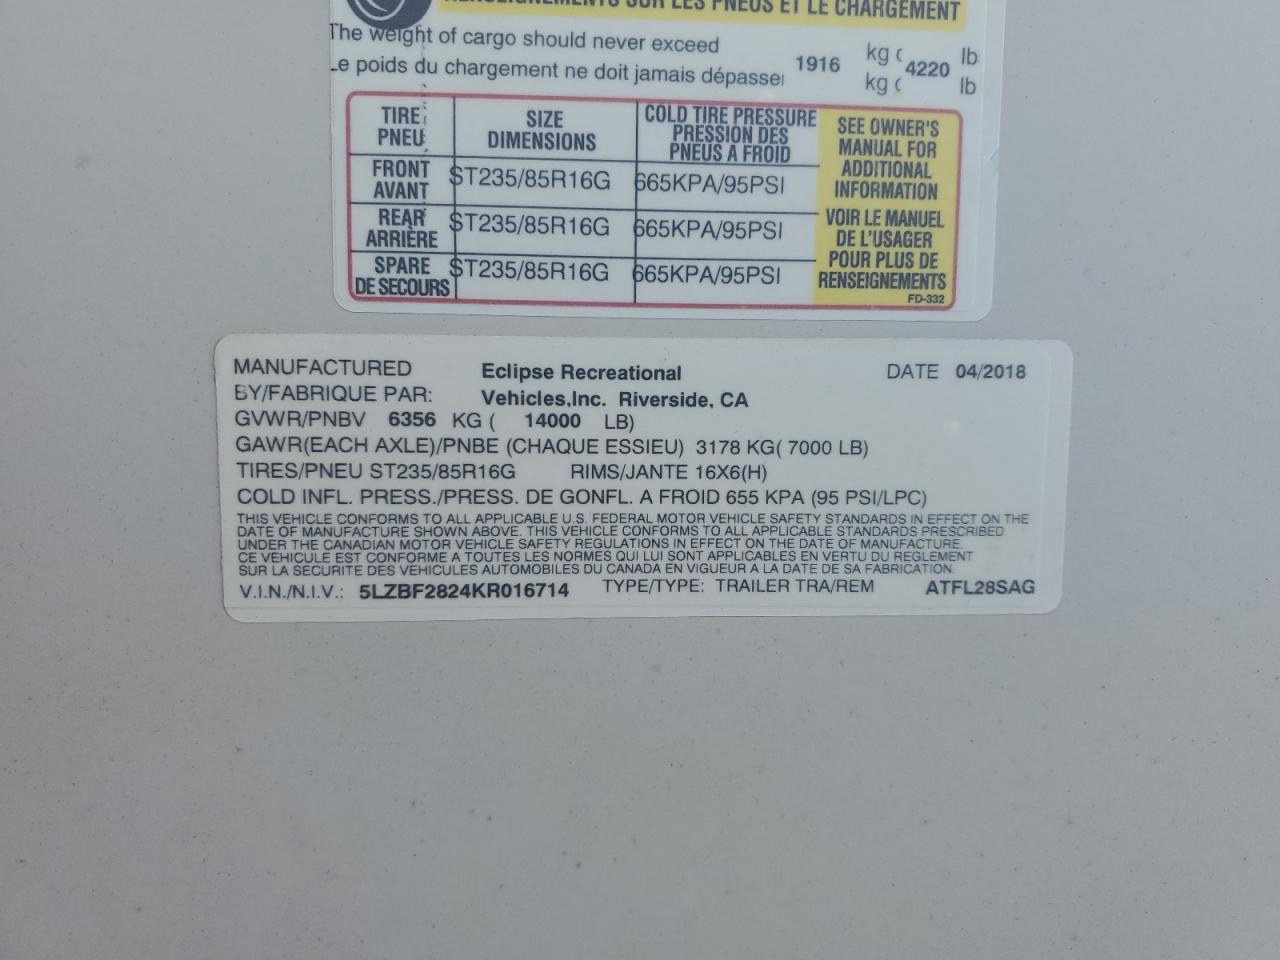 RENSEIGNEMENTS SUR LES PNEUS ET LE CHARGEMENT
The weight of cargo should never exceed 1916 kg 4220 lb
Le poids du chargement ne doit jamais dépasser kg lb
TIRE SIZE COLD TIRE PRESSURE
PNEU DIMENSIONS PRESSION DES
PNEUS A FROID
FRONT ST235/85R16G 665KPA/95PSI
AVANT
REAR ST235/85R16G 665KPA/95PSI
ARRIÈRE
SPARE ST235/85R16G 665KPA/95PSI
DE SECOURS
SEE OWNER'S
MANUAL FOR
ADDITIONAL
INFORMATION
VOIR LE MANUEL
DE L'USAGER
POUR PLUS DE
RENSEIGNEMENTS
FD-332
MANUFACTURED Eclipse Recreational DATE 04/2018
BY/FABRIQUE PAR: Vehicles,Inc. Riverside, CA
GVWR/PNBV 6356 KG ( 14000 LB)
GAWR(EACH AXLE)/PNBE (CHAQUE ESSIEU) 3178 KG( 7000 LB)
TIRES/PNEU ST235/85R16G RIMS/JANTE 16X6(H)
COLD INFL. PRESS./PRESS. DE GONFL. A FROID 655 KPA (95 PSI/LPC)
THIS VEHICLE CONFORMS TO ALL APPLICABLE U.S. FEDERAL MOTOR VEHICLE SAFETY STANDARDS IN EFFECT ON THE
DATE OF MANUFACTURE SHOWN ABOVE. THIS VEHICLE CONFORMS TO ALL APPLICABLE STANDARDS PRESCRIBED
UNDER THE CANADIAN MOTOR VEHICLE SAFETY REGULATIONS IN EFFECT ON THE DATE OF MANUFACTURE.
CE VEHICULE EST CONFORME A TOUTES LES NORMES QUI LUI SONT APPLICABLES EN VERTU DU REGLEMENT
SUR LA SECURITE DES VEHICULES AUTOMOBILES DU CANADA EN VIGUEUR A LA DATE DE SA FABRICATION.
V.I.N./N.I.V.: 5LZBF2824KR016714 TYPE/TYPE: TRAILER TRA/REM ATFL28SAG